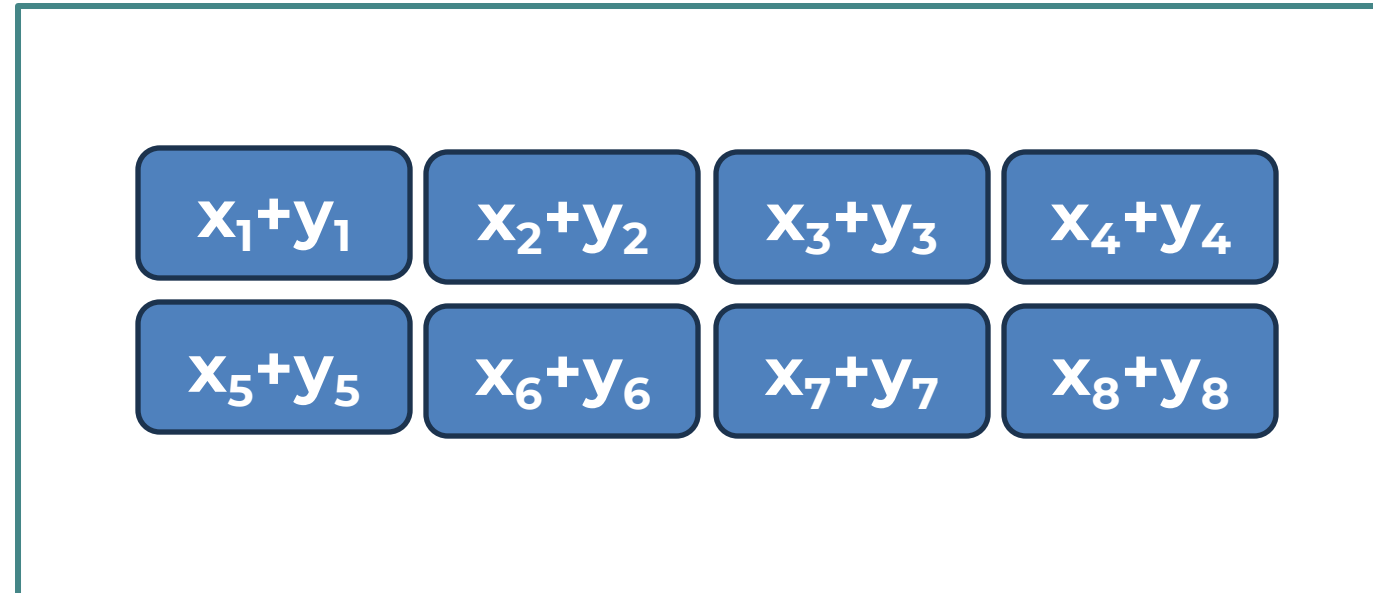 x₁+y₁ x₂+y₂ x₃+y₃ x₄+y₄
x₅+y₅ x₆+y₆ x₇+y₇ x₈+y₈